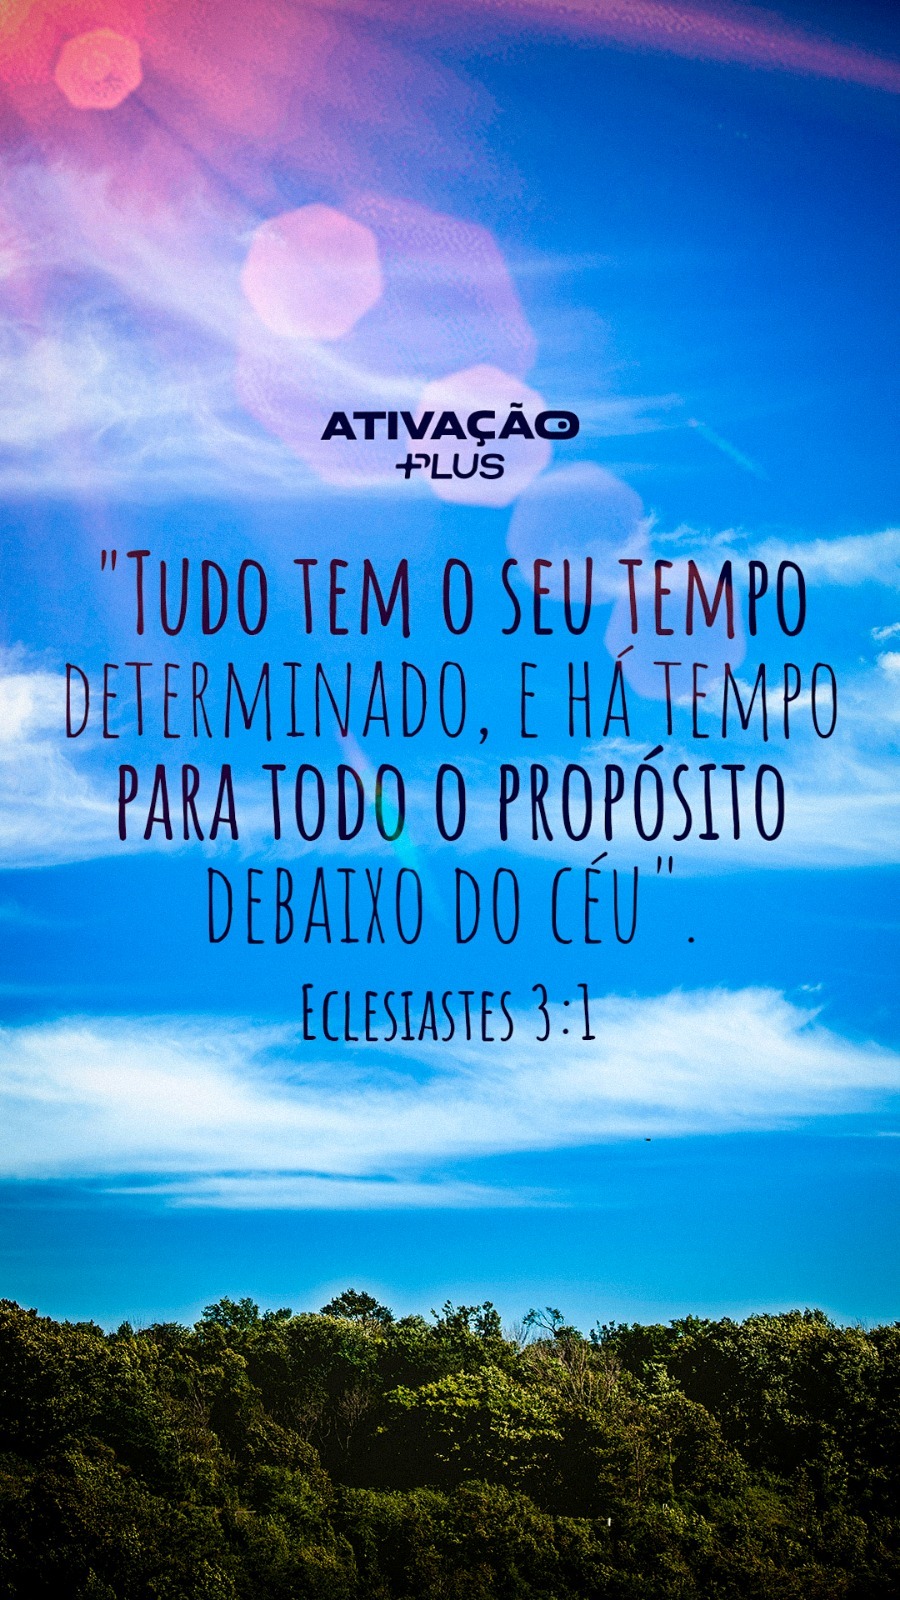 ATIVAÇÃO
PLUS
"Tudo tem o seu tempo
determinado, e há tempo
para todo o propósito
debaixo do céu".
Eclesiastes 3:1